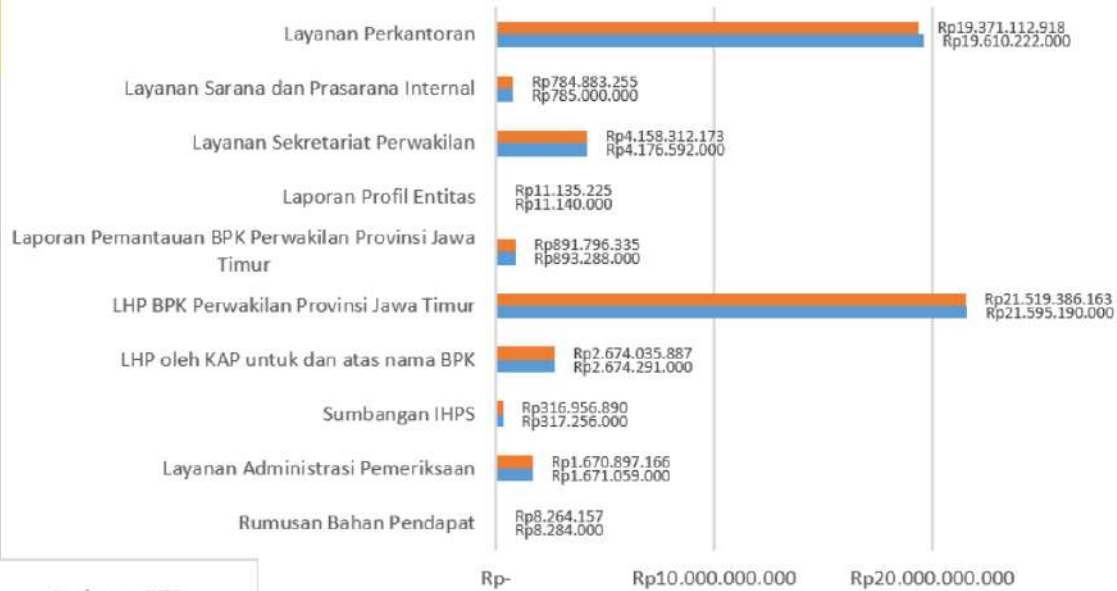 Layanan Perkantoran
Rp19.371.112.918
Rp19.610.222.000
Layanan Sarana dan Prasarana Internal
Rp784.883.255
Rp785.000.000
Layanan Sekretariat Perwakilan
Rp4.158.312.173
Rp4.176.592.000
Laporan Profil Entitas
Rp11.135.225
Rp11.140.000
Laporan Pemantauan BPK Perwakilan Provinsi Jawa
Timur
Rp891.796.335
Rp893.288.000
LHP BPK Perwakilan Provinsi Jawa Timur
Rp21.519.386.163
Rp21.595.190.000
LHP oleh KAP untuk dan atas nama BPK
Rp2.674.035.887
Rp2.674.291.000
Sumbangan IHPS
Rp316.956.890
Rp317.256.000
Layanan Administrasi Pemeriksaan
Rp1.670.897.166
Rp1.671.059.000
Rumusan Bahan Pendapat
Rp8.264.157
Rp8.284.000
Rp-
Rp10.000.000.000
Rp20.000.000.000